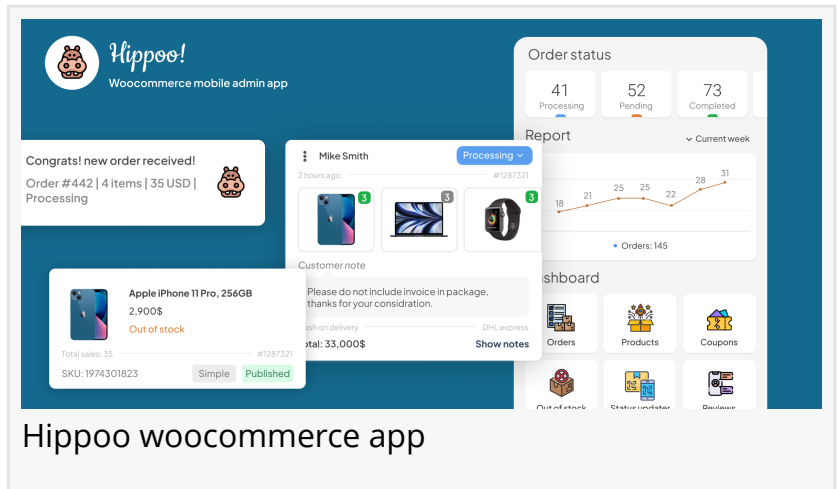 Hippoo!
Woocommerce mobile admin app
Congrats! new order received!
Order #442 | 4 items | 35 USD |
Processing
Mike Smith
Processing
2 hours ago
#1287321
3
3
3
Customer note
Please do not include invoice in package,
thanks for your considration.
ash on delivery
DHL express
otal: 33,000$
Show notes
Apple iPhone 11 Pro, 256GB
2,900$
Out of stock
Total sales: 35
#1287321
SKU: 1974301823
Simple
Published
Order status
41
Processing
52
Pending
73
Completed
Report
Current week
18
21
25
25
22
28
31
Orders: 145
shboard
Orders
Products
Coupons
Out of stock
Status updater
Reviews
Hippoo woocommerce app